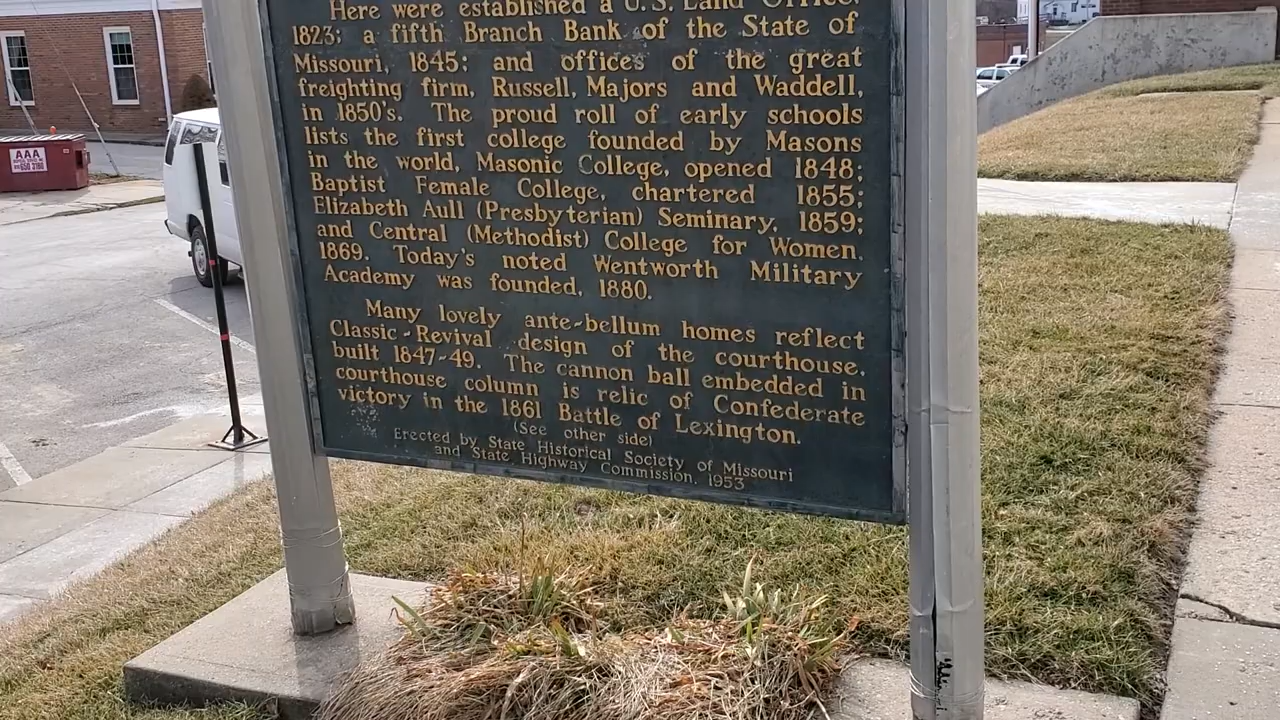 Here were established a U.S. Land Office,
1823; a fifth Branch Bank of the State of
Missouri, 1845; and offices of the great
freighting firm, Russell, Majors and Waddell,
in 1850's. The proud roll of early schools
lists the first college founded by Masons
in the world, Masonic College, opened 1848;
Baptist Female College, chartered 1855;
Elizabeth Aull (Presbyterian) Seminary, 1859;
and Central (Methodist) College for Women,
1869. Today's noted Wentworth Military
Academy was founded, 1880.
Many lovely ante-bellum homes reflect
Classic-Revival design of the courthouse,
built 1847-49. The cannon ball embedded in
courthouse column is relic of Confederate
victory in the 1861 Battle of Lexington.
(See other side)
Erected by State Historical Society of Missouri
and State Highway Commission, 1953
AAA